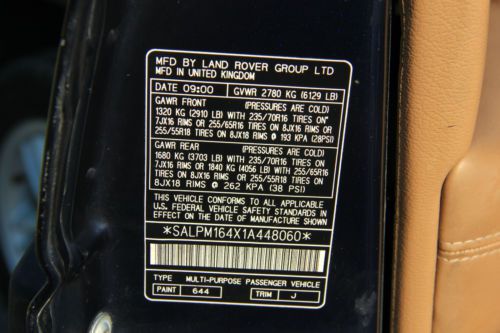 MFD BY LAND ROVER GROUP LTD
MFD IN UNITED KINGDOM
DATE 09:00 GVWR 2780 KG (6129 LB)
GAWR FRONT (PRESSURES ARE COLD)
1320 KG (2910 LB) WITH 235/70R16 TIRES ON"
7JX16 RIMS OR 255/65R16 TIRES ON 8JX16 RIMS OR
255/55R18 TIRES ON 8JX18 RIMS @ 193 KPA (28PSI)
GAWR REAR (PRESSURES ARE COLD)
1680 KG (3703 LB) WITH 235/70R16 TIRES ON
7JX16 RIMS OR 1840 KG (4056 LB) WITH 255/65R16
TIRES ON 8JX16 RIMS OR 255/55R18 TIRES ON
8JX18 RIMS @ 262 KPA (38 PSI)
THIS VEHICLE CONFORMS TO ALL APPLICABLE
U.S. FEDERAL MOTOR VEHICLE SAFETY STANDARDS
IN EFFECT ON THE DATE OF MANUFACTURE SHOWN ABOVE
*SALPM164X1A448060*
TYPE MULTI-PURPOSE PASSENGER VEHICLE
PAINT 644 TRIM J